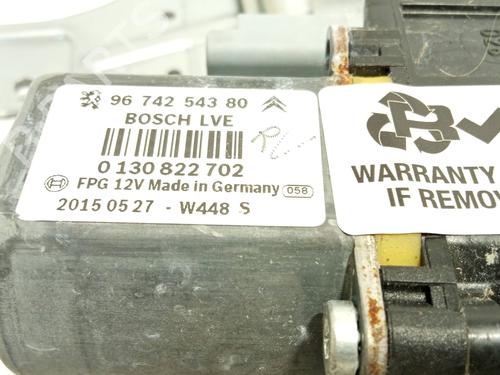 96 742 543 80
BOSCH LVE
0 130 822 702
FPG 12V Made in Germany 058
2015 05 27 - W448 S
WARRANTY
IF REMOV